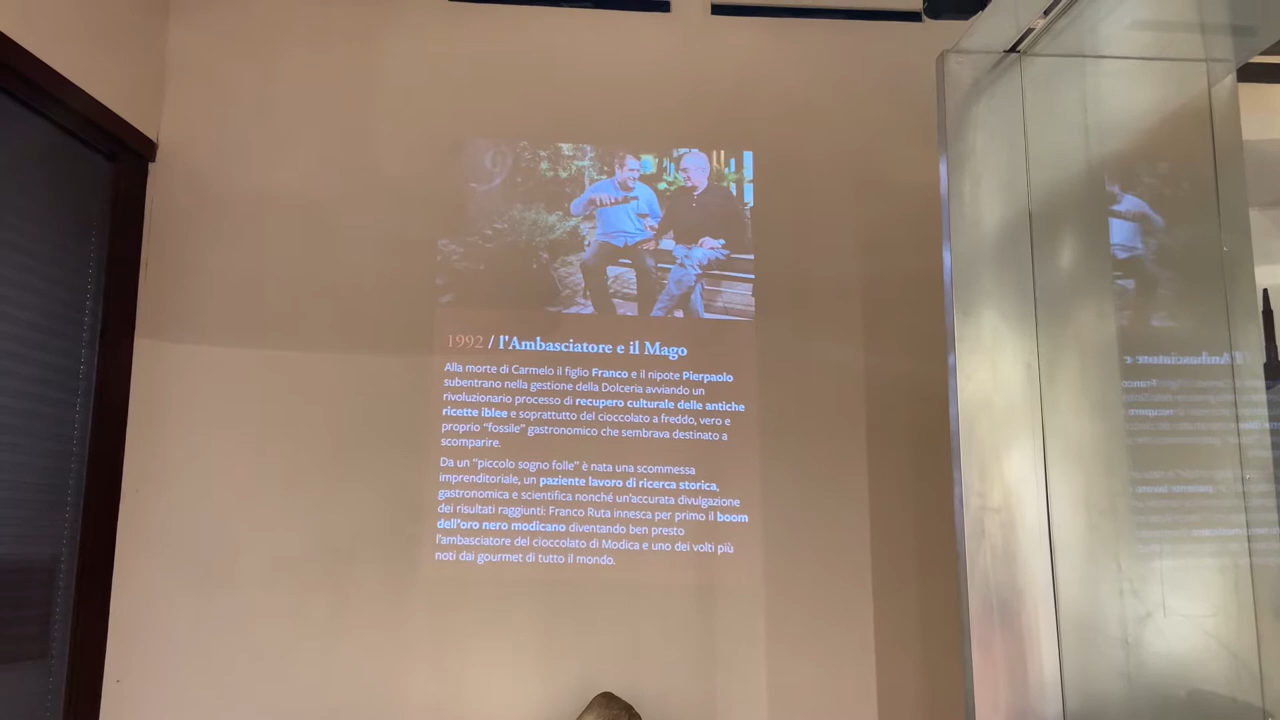 1992 / l'Ambasciatore e il Mago
Alla morte di Carmelo il figlio Franco e il nipote Pierpaolo
subentrano nella gestione della Dolceria avviando un
rivoluzionario processo di recupero culturale delle antiche
ricette iblee e soprattutto del cioccolato a freddo, vero e
proprio “fossile” gastronomico che sembrava destinato a
scomparire.
Da un “piccolo sogno folle” è nata una scommessa
imprenditoriale, un paziente lavoro di ricerca storica,
gastronomica e scientifica nonché un'accurata divulgazione
dei risultati raggiunti: Franco Ruta innesca per primo il boom
dell'oro nero modicano diventando ben presto
l'ambasciatore del cioccolato di Modica e uno dei volti più
noti dai gourmet di tutto il mondo.